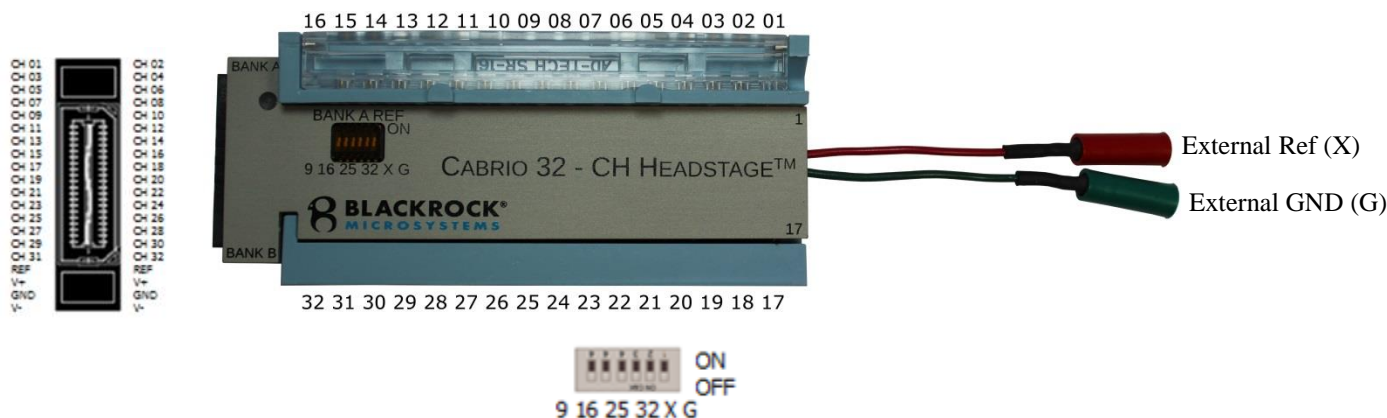 16 15 14 13 12 11 10 09 08 07 06 05 04 03 02 01
CH 01
CH 03
CH 05
CH 07
CH 09
CH 11
CH 13
CH 15
CH 17
CH 19
CH 21
CH 23
CH 25
CH 27
CH 29
CH 31
REF
V+
GND
V-
CH 02
CH 04
CH 06
CH 08
CH 10
CH 12
CH 14
CH 16
CH 18
CH 20
CH 22
CH 24
CH 26
CH 28
CH 30
CH 32
REF
V+
GND
V-
BANK A
AD-TECH SR-16
BANK A REF
ON
9 16 25 32 X G
1
CABRIO 32 - CH HEADSTAGE™
BLACKROCK®
MICROSYSTEMS
17
BANK B
External Ref (X)
External GND (G)
32 31 30 29 28 27 26 25 24 23 22 21 20 19 18 17
ON
OFF
9 16 25 32 X G